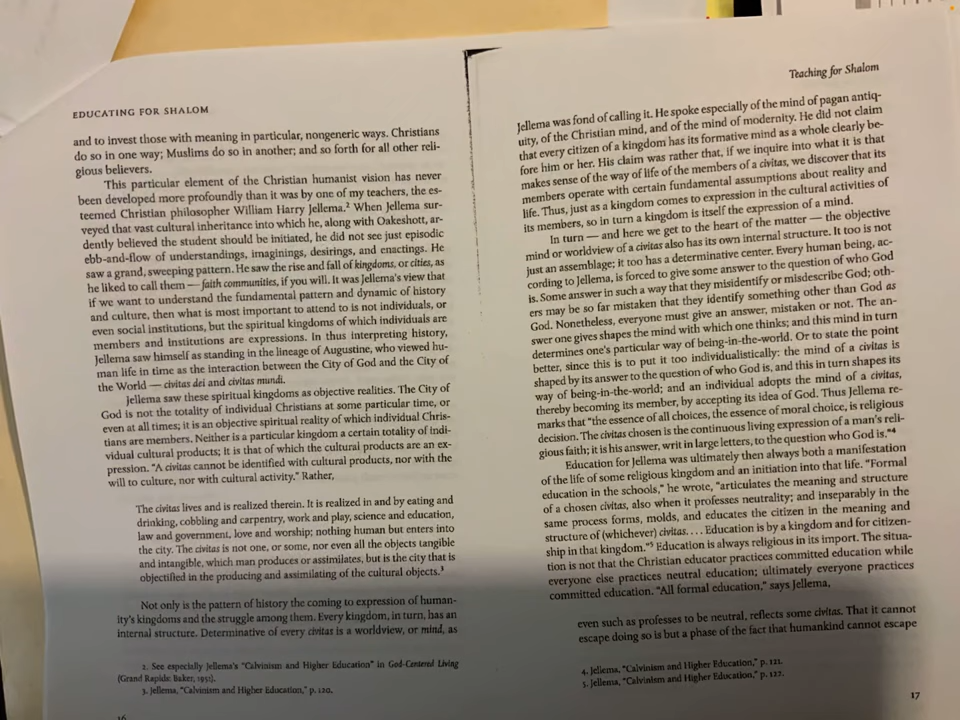 EDUCATING FOR SHALOM
and to invest those with meaning in particular, nongeneric ways. Christians
do so in one way; Muslims do so in another; and so forth for all other reli-
gious believers.
This particular element of the Christian humanist vision has never
been developed more profoundly than it was by one of my teachers, the es-
teemed Christian philosopher William Harry Jellema.² When Jellema sur-
veyed that vast cultural inheritance into which he, along with Oakeshott, ar-
dently believed the student should be initiated, he did not see just episodic
ebb-and-flow of understandings, imaginings, desirings, and enactings. He
saw a grand, sweeping pattern. He saw the rise and fall of kingdoms, or cities, as
he liked to call them — faith communities, if you will. It was Jellema's view that
if we want to understand the fundamental pattern and dynamic of history
and culture, then what is most important to attend to is not individuals, or
even social institutions, but the spiritual kingdoms of which individuals are
members and institutions are expressions. In thus interpreting history,
Jellema saw himself as standing in the lineage of Augustine, who viewed hu-
man life in time as the interaction between the City of God and the City of
the World — civitas dei and civitas mundi.
Jellema saw these spiritual kingdoms as objective realities. The City of
God is not the totality of individual Christians at some particular time, or
even at all times; it is an objective spiritual reality of which individual Chris-
tians are members. Neither is a particular kingdom a certain totality of indi-
vidual cultural products; it is that of which the cultural products are an ex-
pression. "A civitas cannot be identified with cultural products, nor with the
will to culture, nor with cultural activity." Rather,
The civitas lives and is realized therein. It is realized in and by eating and
drinking, cobbling and carpentry, work and play, science and education,
law and government, love and worship; nothing human but enters into
the city. The civitas is not one, or some, nor even all the objects tangible
and intangible, which man produces or assimilates, but is the city that is
objectified in the producing and assimilating of the cultural objects.³
Not only is the pattern of history the coming to expression of human-
ity's kingdoms and the struggle among them. Every kingdom, in turn, has an
internal structure. Determinative of every civitas is a worldview, or mind, as
2. See especially Jellema's "Calvinism and Higher Education" in God-Centered Living
(Grand Rapids: Baker, 1951).
3. Jellema, "Calvinism and Higher Education," p. 120.
16
Teaching for Shalom
Jellema was fond of calling it. He spoke especially of the mind of pagan antiq-
uity, of the Christian mind, and of the mind of modernity. He did not claim
that every citizen of a kingdom has its formative mind as a whole clearly be-
fore him or her. His claim was rather that, if we inquire into what it is that
makes sense of the way of life of the members of a civitas, we discover that its
members operate with certain fundamental assumptions about reality and
life. Thus, just as a kingdom comes to expression in the cultural activities of
its members, so in turn a kingdom is itself the expression of a mind.
In turn — and here we get to the heart of the matter — the objective
mind or worldview of a civitas also has its own internal structure. It too is not
just an assemblage; it too has a determinative center. Every human being, ac-
cording to Jellema, is forced to give some answer to the question of who God
is. Some answer in such a way that they misidentify or misdescribe God; oth-
ers may be so far mistaken that they identify something other than God as
God. Nonetheless, everyone must give an answer, mistaken or not. The an-
swer one gives shapes the mind with which one thinks; and this mind in turn
determines one's particular way of being-in-the-world. Or to state the point
better, since this is to put it too individualistically: the mind of a civitas is
shaped by its answer to the question of who God is, and this in turn shapes its
way of being-in-the-world; and an individual adopts the mind of a civitas,
thereby becoming its member, by accepting its idea of God. Thus Jellema re-
marks that "the essence of all choices, the essence of moral choice, is religious
decision. The civitas chosen is the continuous living expression of a man's reli-
gious faith; it is his answer, writ in large letters, to the question who God is."⁴
Education for Jellema was ultimately then always both a manifestation
of the life of some religious kingdom and an initiation into that life. "Formal
education in the schools," he wrote, "articulates the meaning and structure
of a chosen civitas, also when it professes neutrality; and inseparably in the
same process forms, molds, and educates the citizen in the meaning and
structure of (whichever) civitas. . . . Education is by a kingdom and for citizen-
ship in that kingdom."⁵ Education is always religious in its import. The situa-
tion is not that the Christian educator practices committed education while
everyone else practices neutral education; ultimately everyone practices
committed education. "All formal education," says Jellema,
even such as professes to be neutral, reflects some civitas. That it cannot
escape doing so is but a phase of the fact that humankind cannot escape
4. Jellema, "Calvinism and Higher Education," p. 121.
5. Jellema, "Calvinism and Higher Education," p. 127.
17